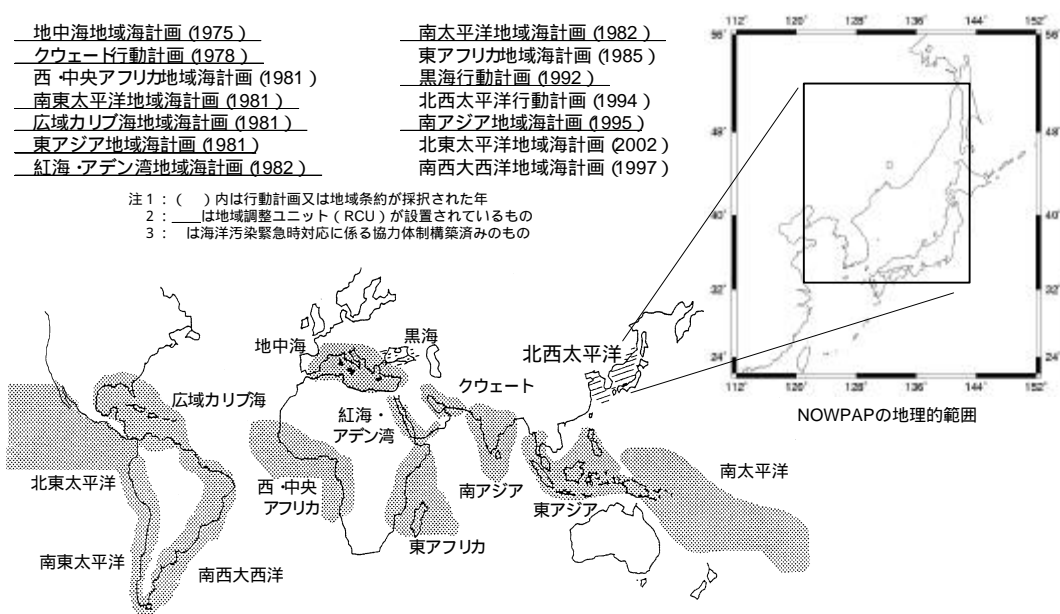 地中海地域海計画 (1975)
クウェート行動計画 (1978)
西・中央アフリカ地域海計画 (1981)
南東太平洋地域海計画 (1981)
広域カリブ海地域海計画 (1981)
東アジア地域海計画 (1981)
紅海・アデン湾地域海計画 (1982)
南太平洋地域海計画 (1982)
東アフリカ地域海計画 (1985)
黒海行動計画 (1992)
北西太平洋行動計画 (1994)
南アジア地域海計画 (1995)
北東太平洋地域海計画 (2002)
南西大西洋地域海計画 (1997)
注1:( )内は行動計画又は地域条約が採択された年
2:___は地域調整ユニット(RCU)が設置されているもの
3: は海洋汚染緊急時対応に係る協力体制構築済みのもの
112° 120° 128° 136° 144° 152°
56° 56°
48° 48°
40° 40°
32° 32°
24° 24°
112° 120° 128° 136° 144° 152°
NOWPAPの地理的範囲
地中海
黒海
北西太平洋
広域カリブ海
クウェート
紅海・
アデン湾
北東太平洋
西・中央
アフリカ
南アジア
東アジア
南太平洋
東アフリカ
南東太平洋
南西大西洋